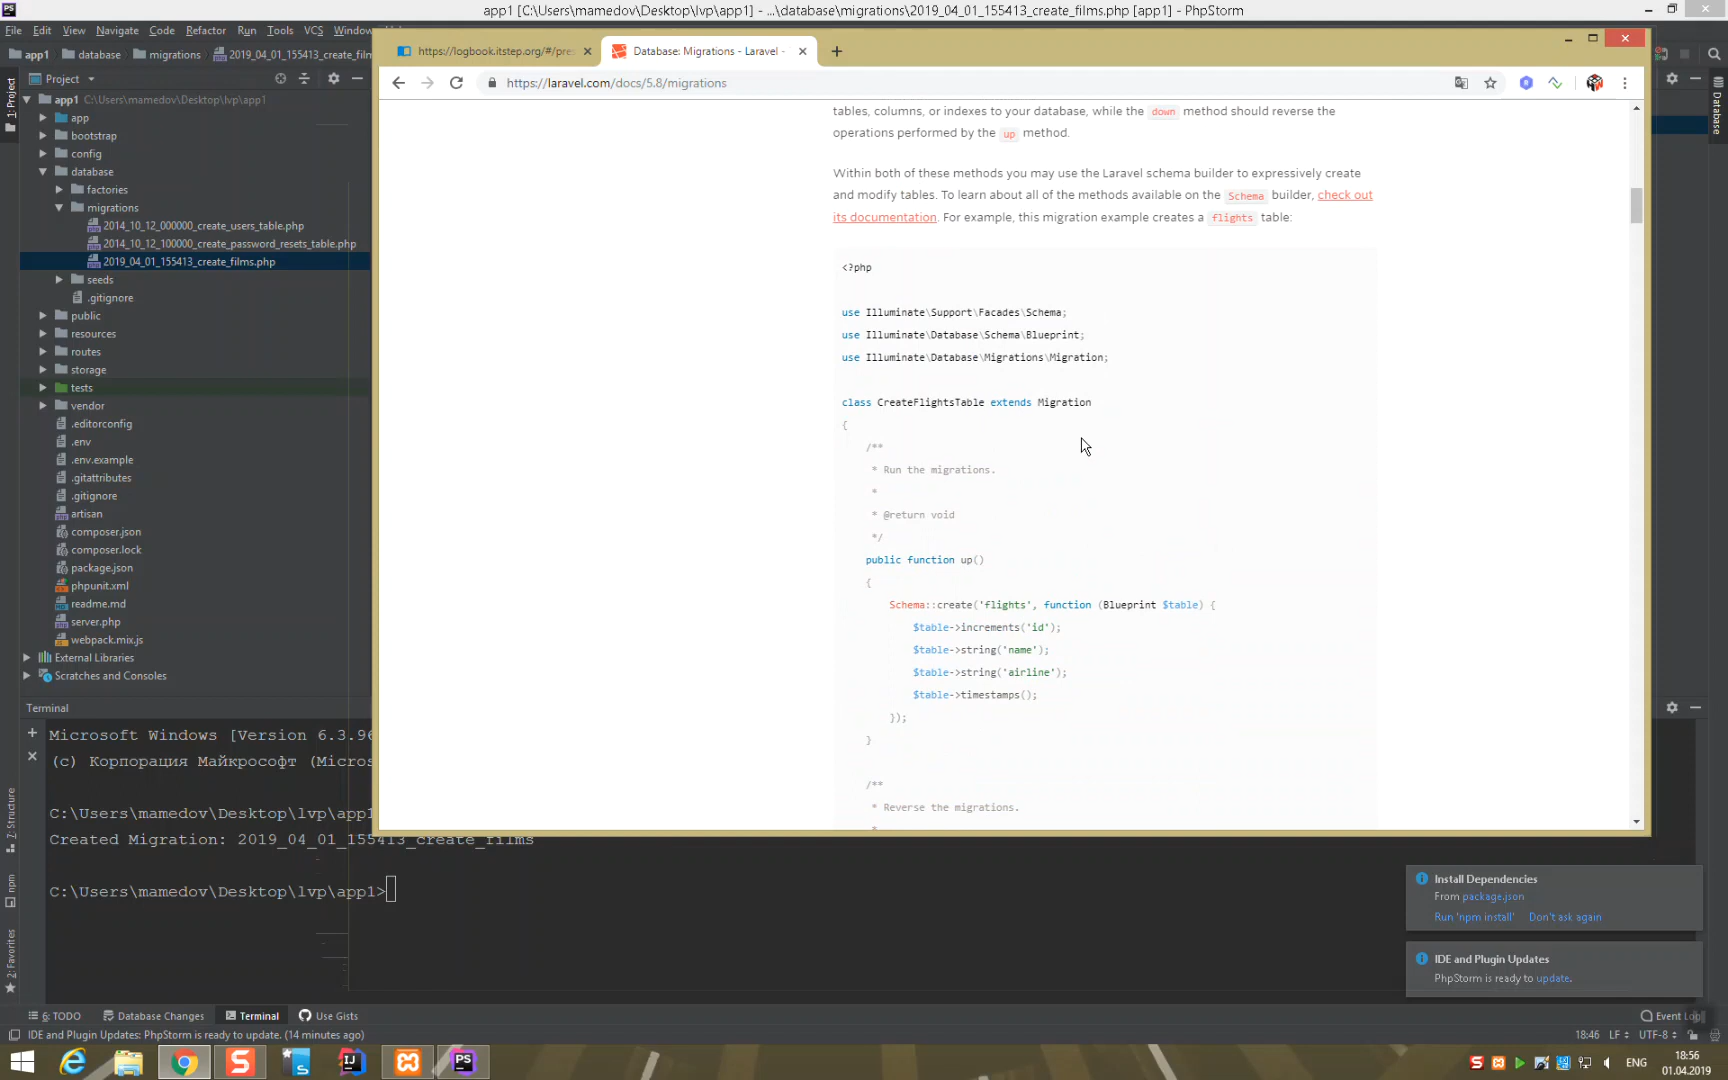 app1 [C:\Users\mamedov\Desktop\lvp\app1] - ...\database\migrations\2019_04_01_155413_create_films.php [app1] - PhpStorm
File Edit View Navigate Code Refactor Run Tools VCS Window
app1 database migrations 2019_04_01_155413_create_film
Project
1: Project
Database
app1 C:\Users\mamedov\Desktop\lvp\app1
app
bootstrap
config
database
factories
migrations
2014_10_12_000000_create_users_table.php
2014_10_12_100000_create_password_resets_table.php
2019_04_01_155413_create_films.php
seeds
.gitignore
public
resources
routes
storage
tests
vendor
.editorconfig
.env
.env.example
.gitattributes
.gitignore
artisan
composer.json
composer.lock
package.json
phpunit.xml
readme.md
server.php
webpack.mix.js
External Libraries
Scratches and Consoles
https://logbook.itstep.org/#/pre
Database: Migrations - Laravel -
https://laravel.com/docs/5.8/migrations
tables, columns, or indexes to your database, while the down method should reverse the
operations performed by the up method.
Within both of these methods you may use the Laravel schema builder to expressively create
and modify tables. To learn about all of the methods available on the Schema builder, check out
its documentation. For example, this migration example creates a flights table:
<?php
use Illuminate\Support\Facades\Schema;
use Illuminate\Database\Schema\Blueprint;
use Illuminate\Database\Migrations\Migration;
class CreateFlightsTable extends Migration
{
/**
* Run the migrations.
*
* @return void
*/
public function up()
{
Schema::create('flights', function (Blueprint $table) {
$table->increments('id');
$table->string('name');
$table->string('airline');
$table->timestamps();
});
}
/**
* Reverse the migrations.
*
Terminal
Microsoft Windows [Version 6.3.96
(c) Корпорация Майкрософт (Micros
C:\Users\mamedov\Desktop\lvp\app1
Created Migration: 2019_04_01_155413_create_films
C:\Users\mamedov\Desktop\lvp\app1>
7: Structure
npm
2: Favorites
Install Dependencies
From package.json
Run 'npm install' Don't ask again
IDE and Plugin Updates
PhpStorm is ready to update.
6: TODO Database Changes Terminal Use Gists
Event Log
IDE and Plugin Updates: PhpStorm is ready to update. (14 minutes ago)
18:46 LF UTF-8
ENG
18:56
01.04.2019